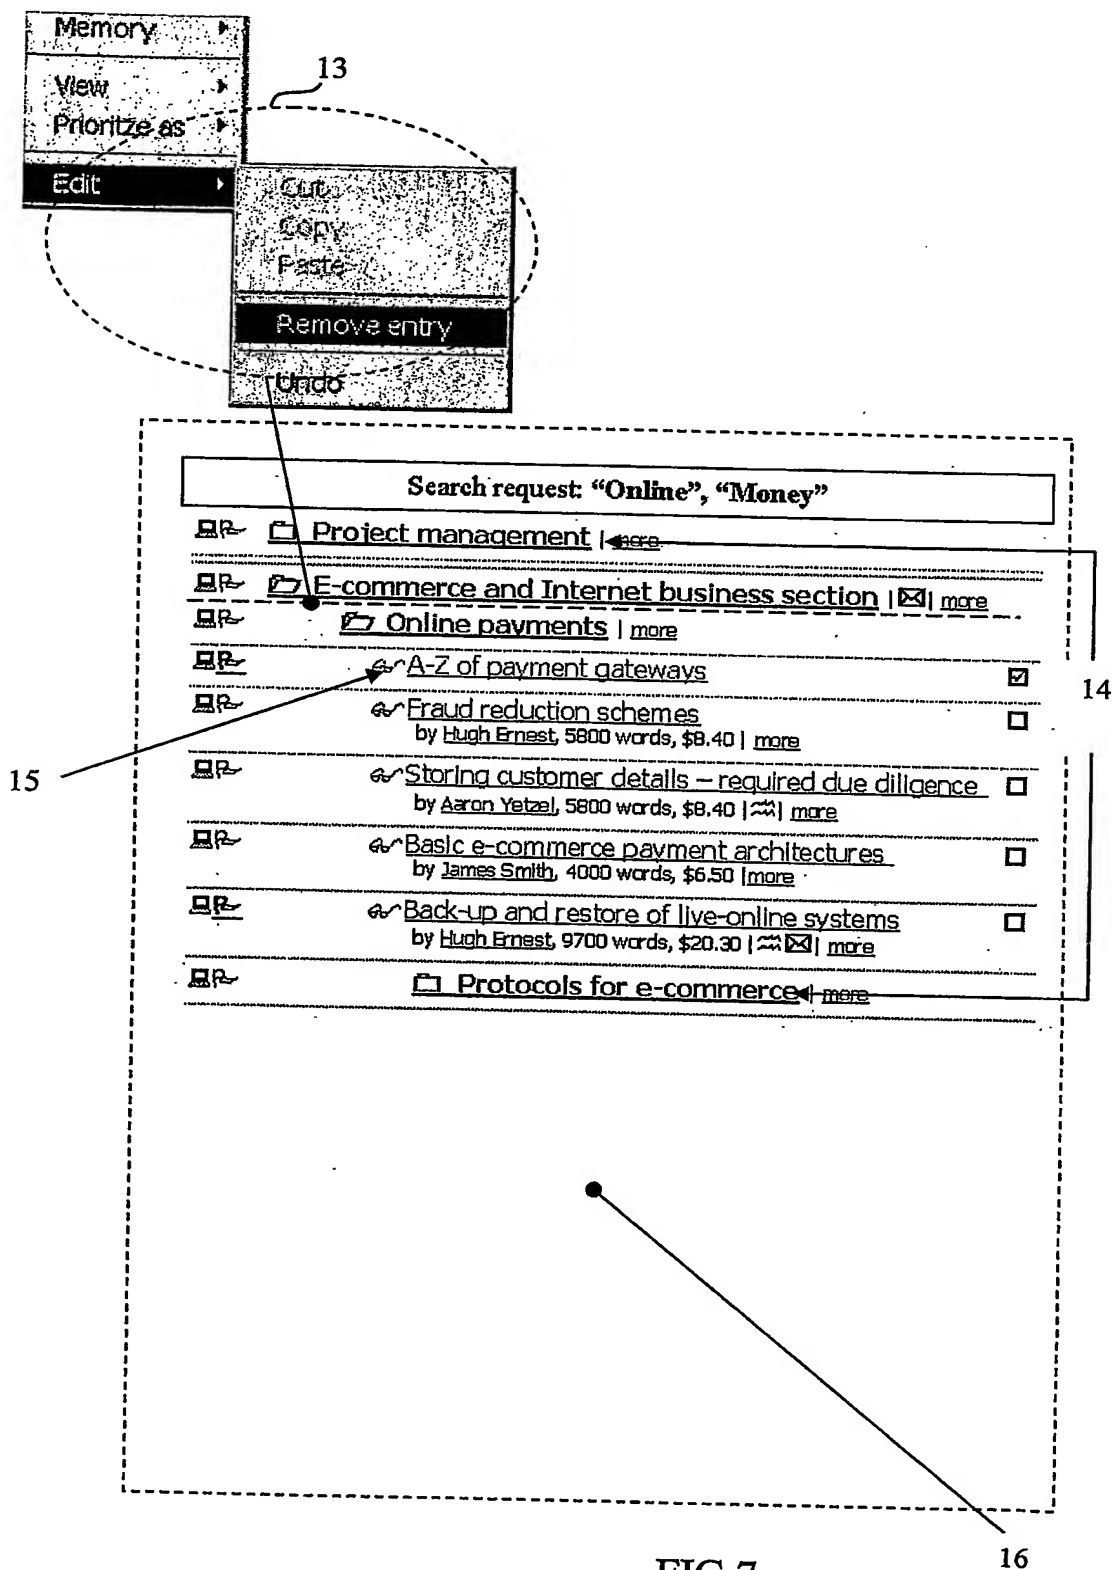 Memory
13
View
Prioritze as
Edit
Cut
Copy
Paste
Remove entry
Undo
Search request: “Online”, “Money”
Project management | more
E-commerce and Internet business section | | more
Online payments | more
A-Z of payment gateways
14
Fraud reduction schemes
by Hugh Ernest, 5800 words, $8.40 | more
15
Storing customer details – required due diligence
by Aaron Yetzel, 5800 words, $8.40 | | more
Basic e-commerce payment architectures
by James Smith, 4000 words, $6.50 | more
Back-up and restore of live-online systems
by Hugh Ernest, 9700 words, $20.30 | | more
Protocols for e-commerce | more
16
FIG 7